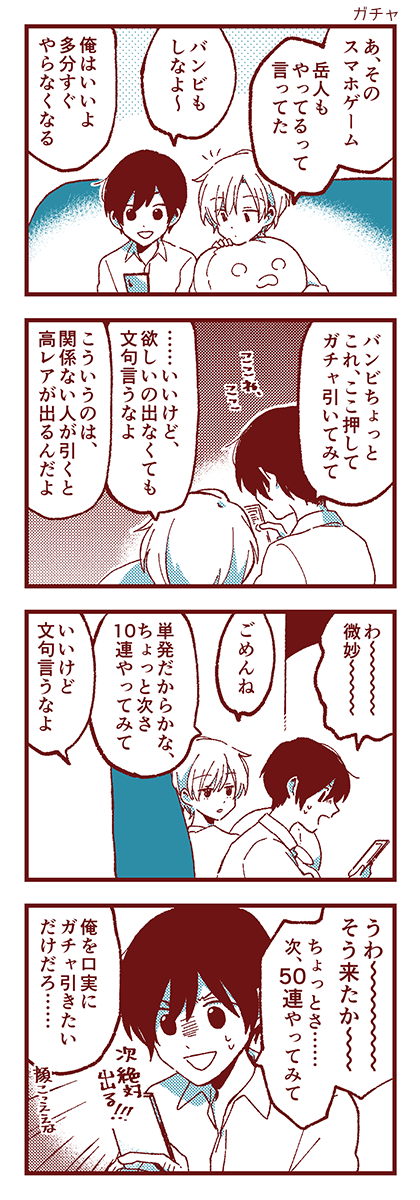 ガチャ
あ、その
スマホゲーム
岳人も
やってるって
言ってた
バンビも
しなよ～
俺はいいよ
多分すぐ
やらなくなる
バンビちょっと
これ、ここ押して
ガチャ引いてみて
ここね、
ここ
……いいけど、
欲しいの出なくても
文句言うなよ
こういうのは、
関係ない人が引くと
高レアが出るんだよ
わ～～～～～
微妙～～～～
ごめんね
単発だからかな、
ちょっと次さ
10連やってみて
いいけど
文句言うなよ
うわ～～～～～
そう来たか～～～
ちょっとさ……
次、50連やってみて
次絶対
出る!!!
俺を口実に
ガチャ引きたい
だけだろ……
顔こええな